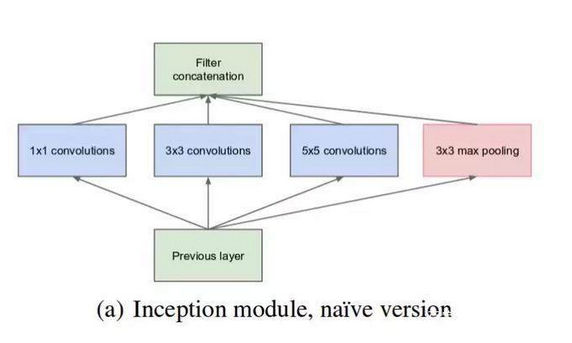 Filter
concatenation
1x1 convolutions
3x3 convolutions
5x5 convolutions
3x3 max pooling
Previous layer
(a) Inception module, naïve version